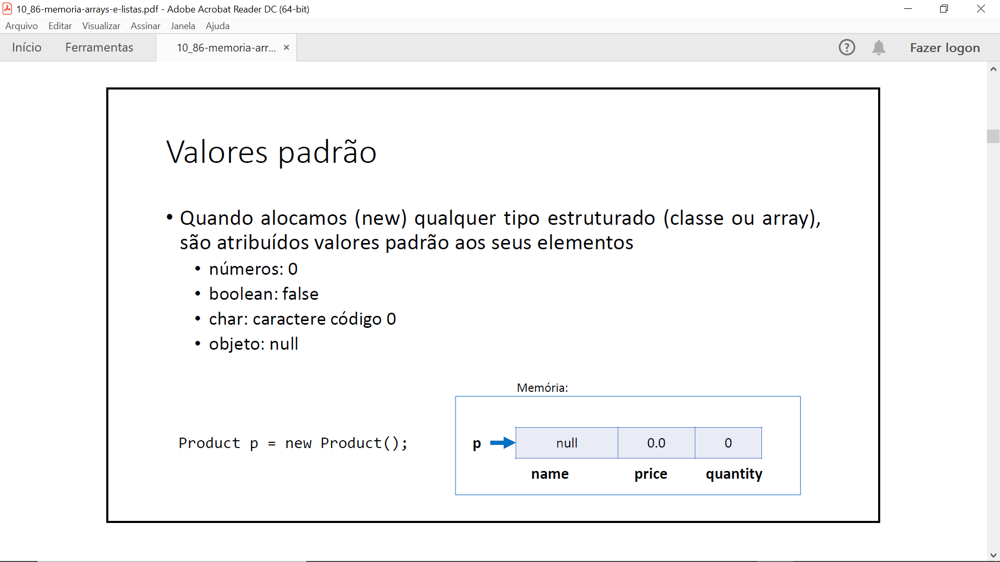 10_86-memoria-arrays-e-listas.pdf - Adobe Acrobat Reader DC (64-bit)
Arquivo Editar Visualizar Assinar Janela Ajuda
Início Ferramentas 10_86-memoria-arr... × ? Fazer logon
Valores padrão
• Quando alocamos (new) qualquer tipo estruturado (classe ou array),
são atribuídos valores padrão aos seus elementos
• números: 0
• boolean: false
• char: caractere código 0
• objeto: null
Memória:
Product p = new Product();
p null 0.0 0
name price quantity